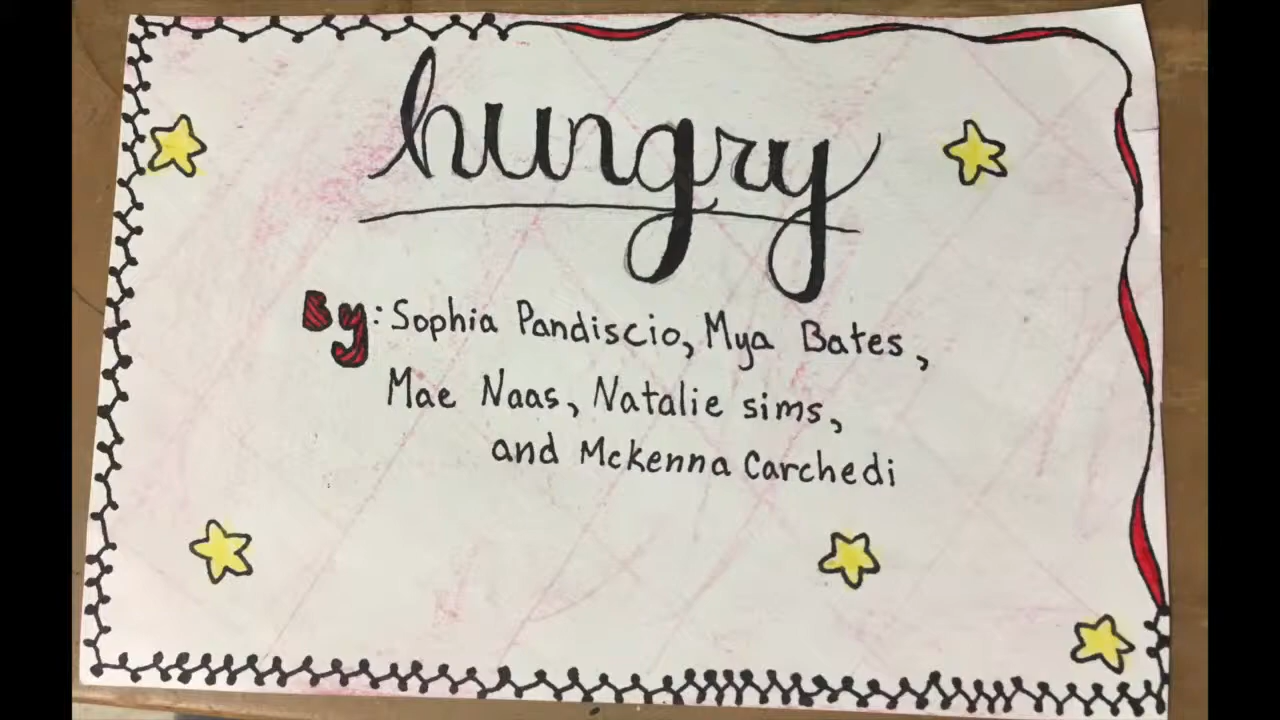 hungry
By: Sophia Pandiscio, Mya Bates,
Mae Naas, Natalie sims,
and Mckenna Carchedi